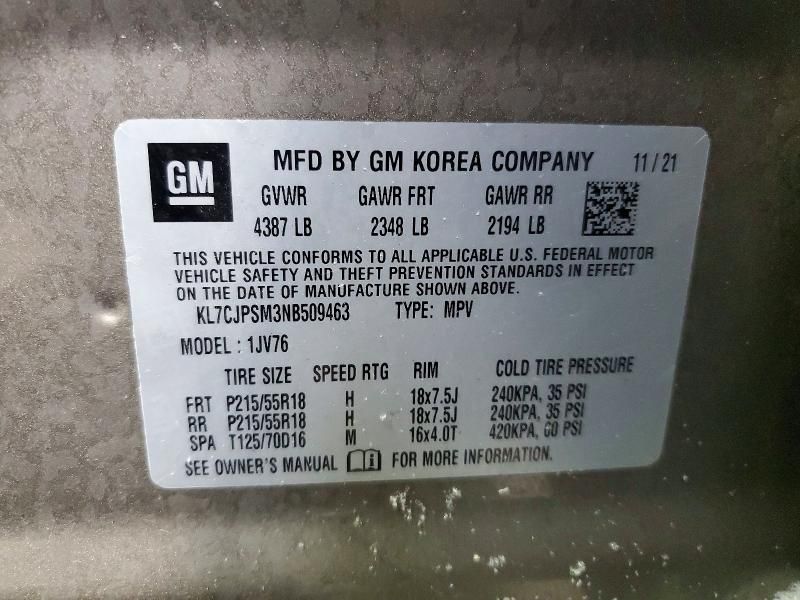 GM
MFD BY GM KOREA COMPANY 11/21
GVWR GAWR FRT GAWR RR
4387 LB 2348 LB 2194 LB
THIS VEHICLE CONFORMS TO ALL APPLICABLE U.S. FEDERAL MOTOR
VEHICLE SAFETY AND THEFT PREVENTION STANDARDS IN EFFECT
ON THE DATE OF MANUFACTURE SHOWN ABOVE.
KL7CJPSM3NB509463 TYPE: MPV
MODEL : 1JV76
TIRE SIZE SPEED RTG RIM COLD TIRE PRESSURE
FRT P215/55R18 H 18x7.5J 240KPA, 35 PSI
RR P215/55R18 H 18x7.5J 240KPA, 35 PSI
SPA T125/70D16 M 16x4.0T 420KPA, 60 PSI
SEE OWNER'S MANUAL FOR MORE INFORMATION.